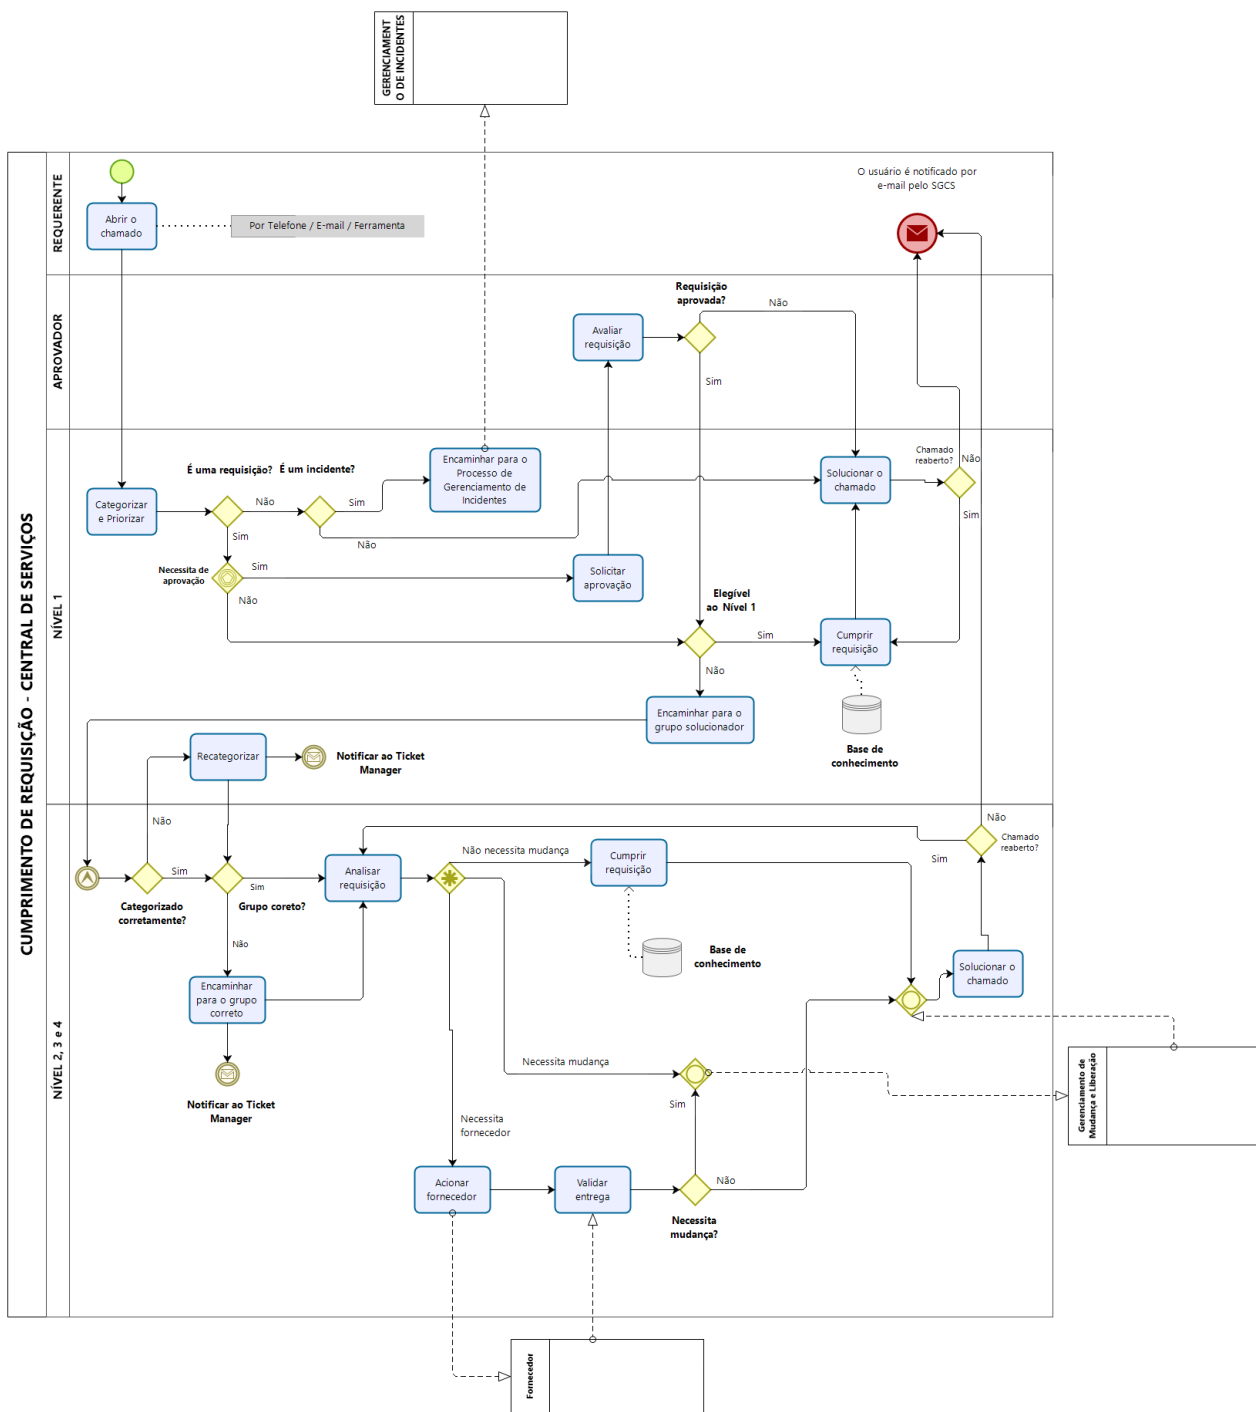 GERENCIAMENT
O DE INCIDENTES
CUMPRIMENTO DE REQUISIÇÃO - CENTRAL DE SERVIÇOS
REQUERENTE
Abrir o
chamado
Por Telefone / E-mail / Ferramenta
O usuário é notificado por
e-mail pelo SGCS
APROVADOR
Avaliar
requisição
Requisição
aprovada?
Não
Sim
NÍVEL 1
Categorizar
e Priorizar
É uma requisição?
É um incidente?
Não
Sim
Encaminhar para o
Processo de
Gerenciamento de
Incidentes
Não
Sim
Necessita de
aprovação
Sim
Não
Solicitar
aprovação
Elegível
ao Nível 1
Sim
Não
Solucionar o
chamado
Chamado
reaberto?
Não
Sim
Cumprir
requisição
Base de
conhecimento
Encaminhar para o
grupo solucionador
Recategorizar
Notificar ao Ticket
Manager
NÍVEL 2, 3 e 4
Não
Sim
Categorizado
corretamente?
Sim
Grupo coreto?
Não
Encaminhar
para o grupo
correto
Notificar ao Ticket
Manager
Analisar
requisição
Não necessita mudança
Cumprir
requisição
Base de
conhecimento
Necessita mudança
Necessita
fornecedor
Acionar
fornecedor
Validar
entrega
Sim
Não
Necessita
mudança?
Solucionar o
chamado
Não
Chamado
reaberto?
Sim
Gerenciamento de
Mudança e Liberação
Fornecedor